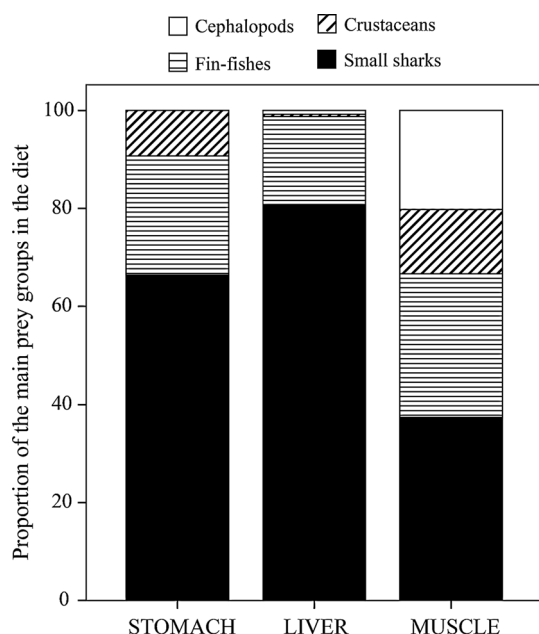 Cephalopods
Crustaceans
Fin-fishes
Small sharks
Proportion of the main prey groups in the diet
100
80
60
40
20
0
STOMACH
LIVER
MUSCLE